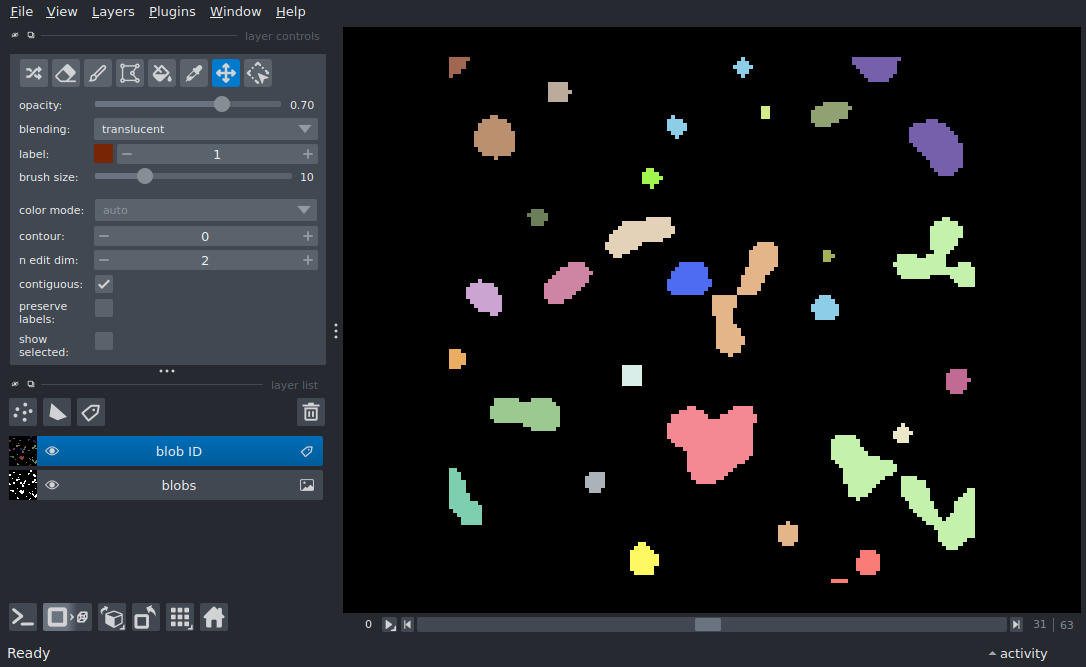 File View Layers Plugins Window Help
layer controls
opacity: 0.70
blending: translucent
label: 1
brush size: 10
color mode: auto
contour: 0
n edit dim: 2
contiguous:
preserve
labels:
show
selected:
layer list
blob ID
blobs
0 31 63
Ready activity